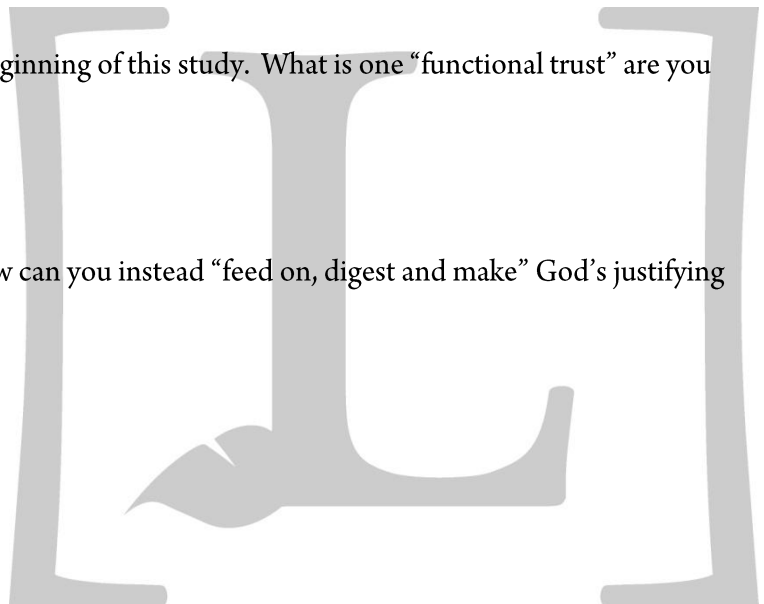 ginning of this study.  What is one “functional trust” are you
w can you instead “feed on, digest and make” God’s justifying
[L]